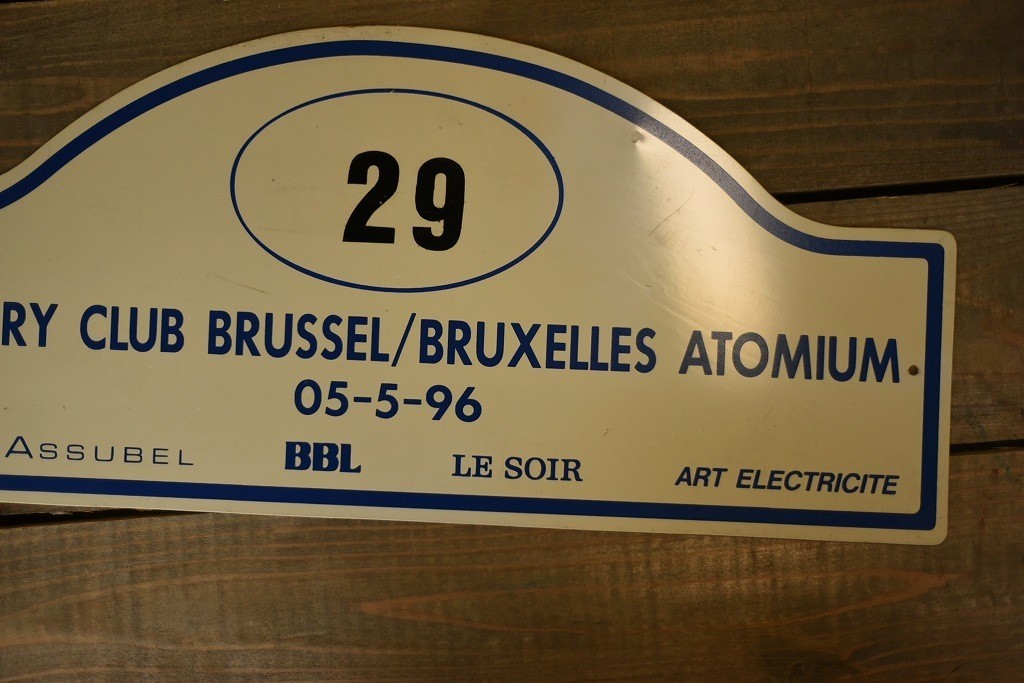 29
RY CLUB BRUSSEL/BRUXELLES ATOMIUM
05-5-96
ASSUBEL BBL LE SOIR ART ELECTRICITE